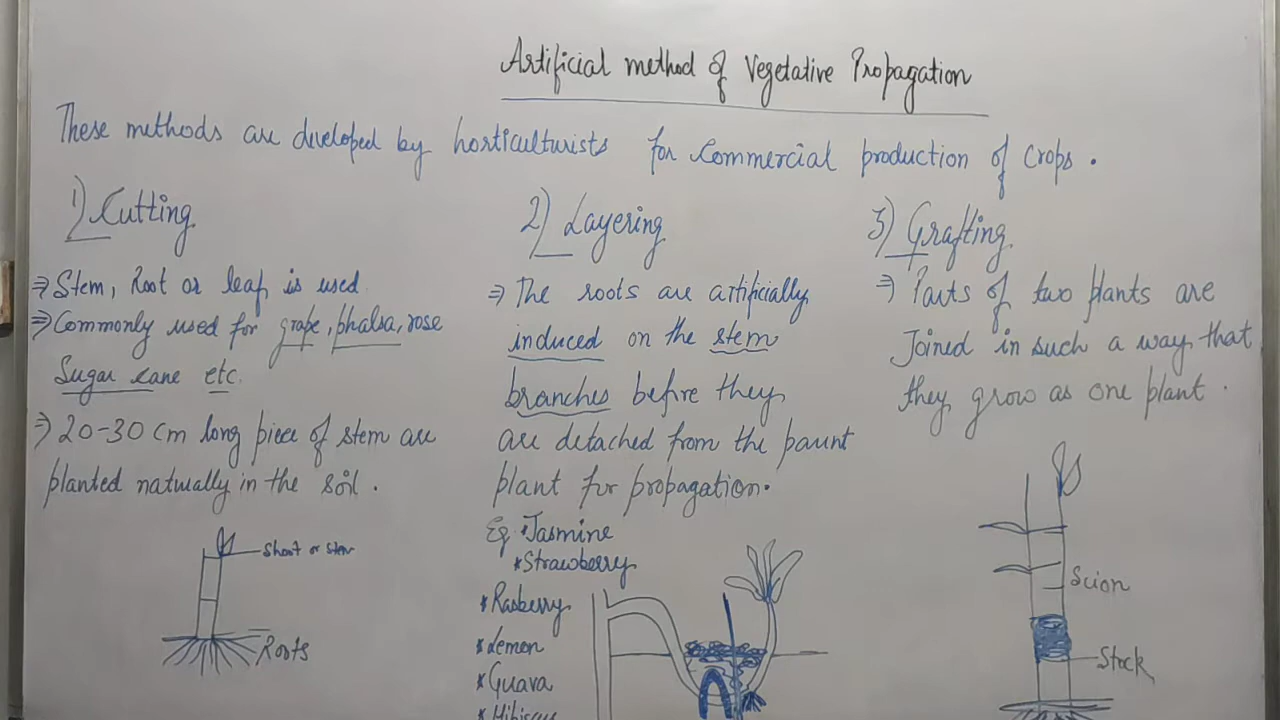 Artificial method of Vegetative Propagation
These methods are developed by horticulturists for Commercial production of Crops.
1) Cutting
⇒ Stem, Root or leaf is used
⇒ Commonly used for grape, phalsa, rose
Sugar cane etc.
⇒ 20-30 cm long piece of stem are
planted naturally in the soil.
Shoot or stem
Roots
2) Layering
⇒ The roots are artificially
induced on the stem
branches before they
are detached from the parent
plant for propagation.
Eg. *Jasmine
*Strawberry
*Rasberry
*Lemon
*Guava
*Hibiscus
3) Grafting
⇒ Parts of two plants are
Joined in such a way that
they grow as one plant.
Scion
Stock